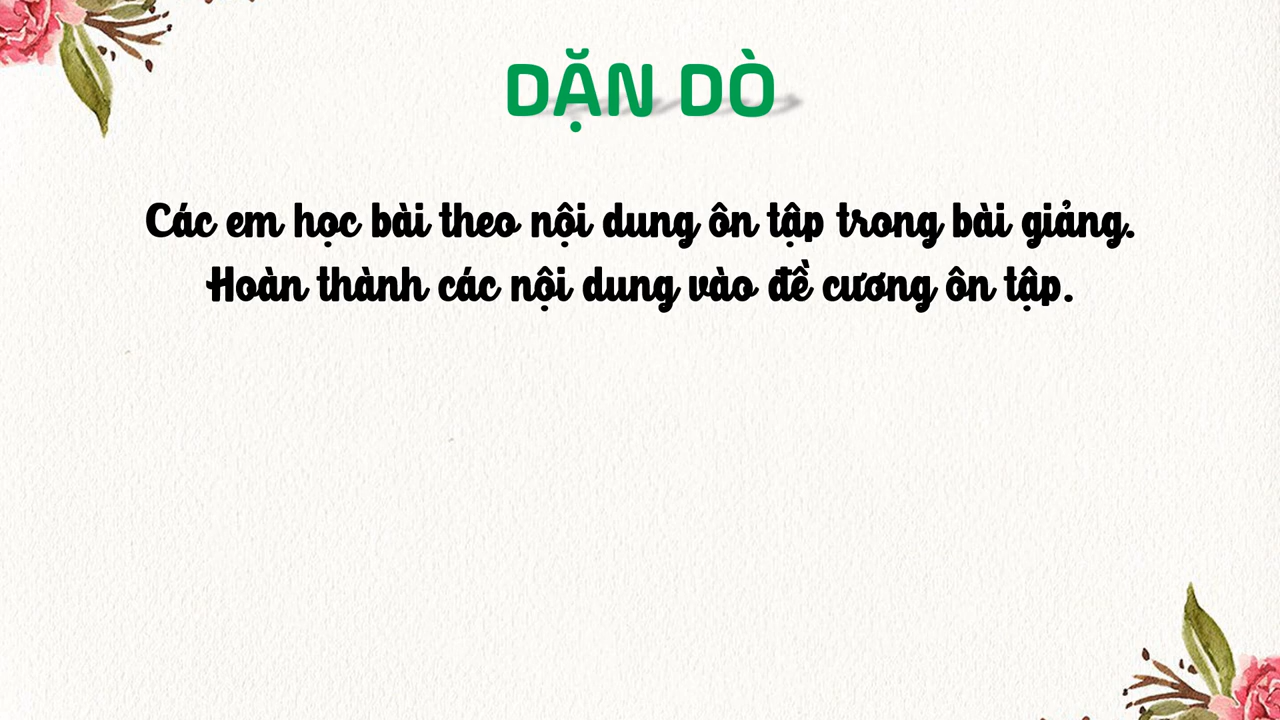 DẶN DÒ
Các em học bài theo nội dung ôn tập trong bài giảng.
Hoàn thành các nội dung vào đề cương ôn tập.